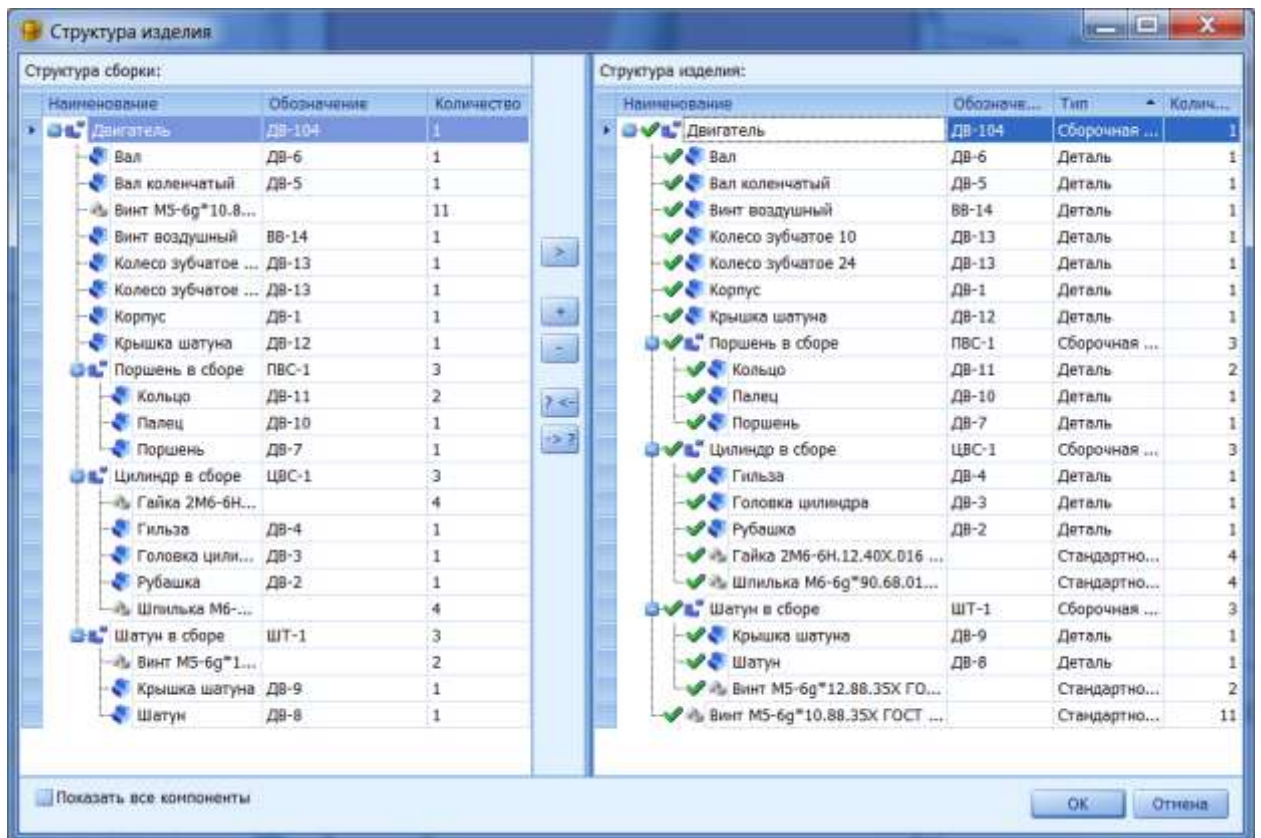 Структура изделия
Структура сборки:
Наименование Обозначение Количество
Двигатель ДВ-104 1
Вал ДВ-6 1
Вал коленчатый ДВ-5 1
Винт М5-6g*10.8... 11
Винт воздушный ВВ-14 1
Колесо зубчатое ... ДВ-13 1
Колесо зубчатое ... ДВ-13 1
Корпус ДВ-1 1
Крышка шатуна ДВ-12 1
Поршень в сборе ПВС-1 3
Кольцо ДВ-11 2
Палец ДВ-10 1
Поршень ДВ-7 1
Цилиндр в сборе ЦВС-1 3
Гайка 2М6-6Н... 4
Гильза ДВ-4 1
Головка цили... ДВ-3 1
Рубашка ДВ-2 1
Шпилька М6-... 4
Шатун в сборе ШТ-1 3
Винт М5-6g*1... 2
Крышка шатуна ДВ-9 1
Шатун ДВ-8 1
>
+
-
? <-
-> ?
Структура изделия:
Наименование Обозначе... Тип Колич...
Двигатель ДВ-104 Сборочная ... 1
Вал ДВ-6 Деталь 1
Вал коленчатый ДВ-5 Деталь 1
Винт воздушный ВВ-14 Деталь 1
Колесо зубчатое 10 ДВ-13 Деталь 1
Колесо зубчатое 24 ДВ-13 Деталь 1
Корпус ДВ-1 Деталь 1
Крышка шатуна ДВ-12 Деталь 1
Поршень в сборе ПВС-1 Сборочная ... 3
Кольцо ДВ-11 Деталь 2
Палец ДВ-10 Деталь 1
Поршень ДВ-7 Деталь 1
Цилиндр в сборе ЦВС-1 Сборочная ... 3
Гильза ДВ-4 Деталь 1
Головка цилиндра ДВ-3 Деталь 1
Рубашка ДВ-2 Деталь 1
Гайка 2М6-6Н.12.40Х.016 ... Стандартно... 4
Шпилька М6-6g*90.68.01... Стандартно... 4
Шатун в сборе ШТ-1 Сборочная ... 3
Крышка шатуна ДВ-9 Деталь 1
Шатун ДВ-8 Деталь 1
Винт М5-6g*12.88.35Х ГО... Стандартно... 2
Винт М5-6g*10.88.35Х ГОСТ ... Стандартно... 11
Показать все компоненты
ОК Отмена